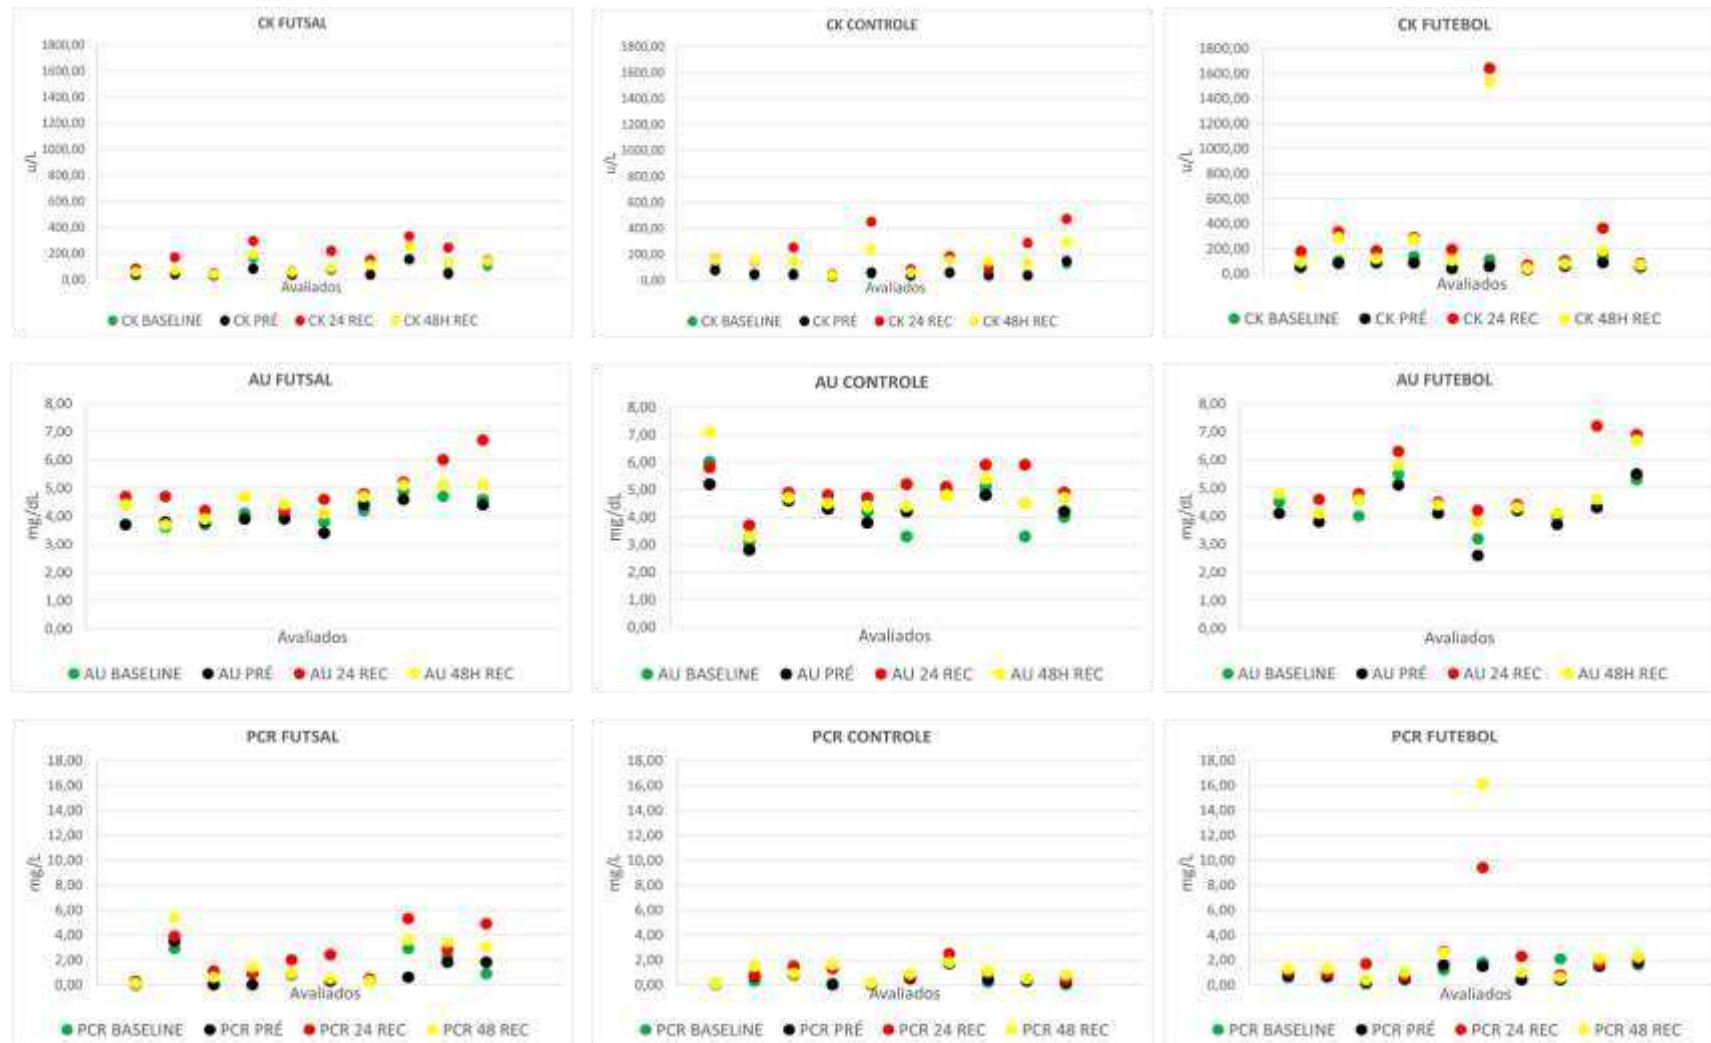 CK FUTSAL
1800,00
1600,00
1400,00
1200,00
1000,00
800,00
600,00
400,00
200,00
0,00
u/L
Avaliados
CK BASELINE CK PRÉ CK 24 REC CK 48H REC
CK CONTROLE
1800,00
1600,00
1400,00
1200,00
1000,00
800,00
600,00
400,00
200,00
0,00
u/L
Avaliados
CK BASELINE CK PRÉ CK 24 REC CK 48H REC
CK FUTEBOL
1800,00
1600,00
1400,00
1200,00
1000,00
800,00
600,00
400,00
200,00
0,00
u/L
Avaliados
CK BASELINE CK PRÉ CK 24 REC CK 48H REC
AU FUTSAL
8,00
7,00
6,00
5,00
4,00
3,00
2,00
1,00
0,00
mg/dL
Avaliados
AU BASELINE AU PRÉ AU 24 REC AU 48H REC
AU CONTROLE
8,00
7,00
6,00
5,00
4,00
3,00
2,00
1,00
0,00
mg/dL
Avaliados
AU BASELINE AU PRÉ AU 24 REC AU 48H REC
AU FUTEBOL
8,00
7,00
6,00
5,00
4,00
3,00
2,00
1,00
0,00
mg/dL
Avaliados
AU BASELINE AU PRÉ AU 24 REC AU 48H REC
PCR FUTSAL
18,00
16,00
14,00
12,00
10,00
8,00
6,00
4,00
2,00
0,00
mg/L
Avaliados
PCR BASELINE PCR PRÉ PCR 24 REC PCR 48 REC
PCR CONTROLE
18,00
16,00
14,00
12,00
10,00
8,00
6,00
4,00
2,00
0,00
mg/L
Avaliados
PCR BASELINE PCR PRÉ PCR 24 REC PCR 48 REC
PCR FUTEBOL
18,00
16,00
14,00
12,00
10,00
8,00
6,00
4,00
2,00
0,00
mg/L
Avaliados
PCR BASELINE PCR PRÉ PCR 24 REC PCR 48 REC